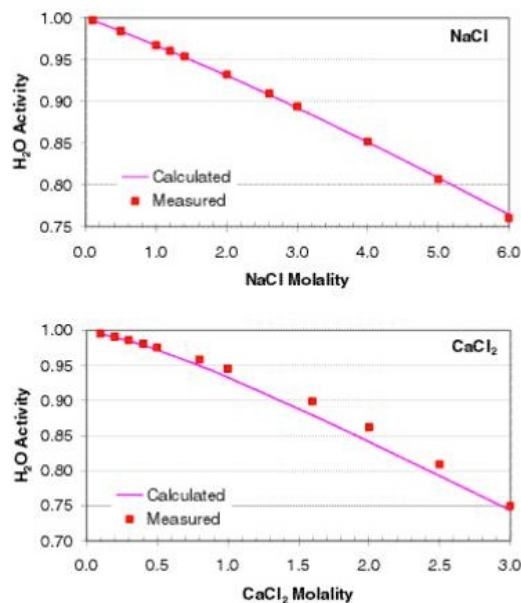 1.00
NaCl
0.95
0.90
0.85
0.80
0.75
H₂O Activity
Calculated
Measured
0.0 1.0 2.0 3.0 4.0 5.0 6.0
NaCl Molality
1.00
CaCl₂
0.95
0.90
0.85
0.80
0.75
0.70
H₂O Activity
Calculated
Measured
0.0 0.5 1.0 1.5 2.0 2.5 3.0
CaCl₂ Molality